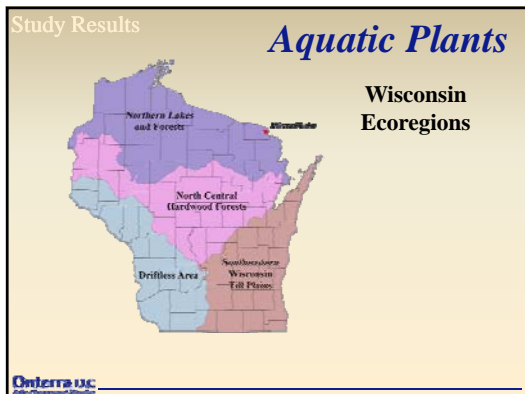 Study Results
Aquatic Plants
Wisconsin
Ecoregions
Northern Lakes
and Forests
North Central
Hardwood Forests
Driftless Area
Southeastern
Wisconsin
Till Plains
Onterra LLC